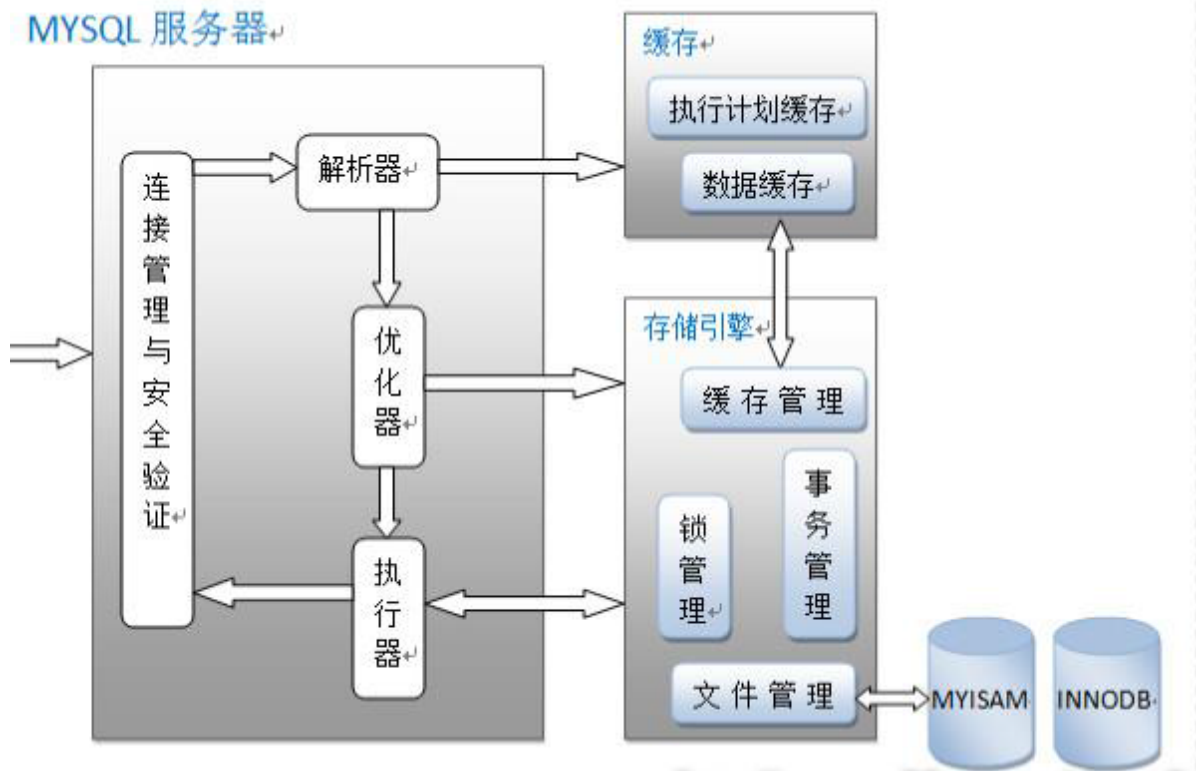 MYSQL 服务器
缓存
执行计划缓存
数据缓存
连接管理与安全验证
解析器
优化器
执行器
存储引擎
缓存管理
锁管理
事务管理
文件管理
MYISAM
INNODB